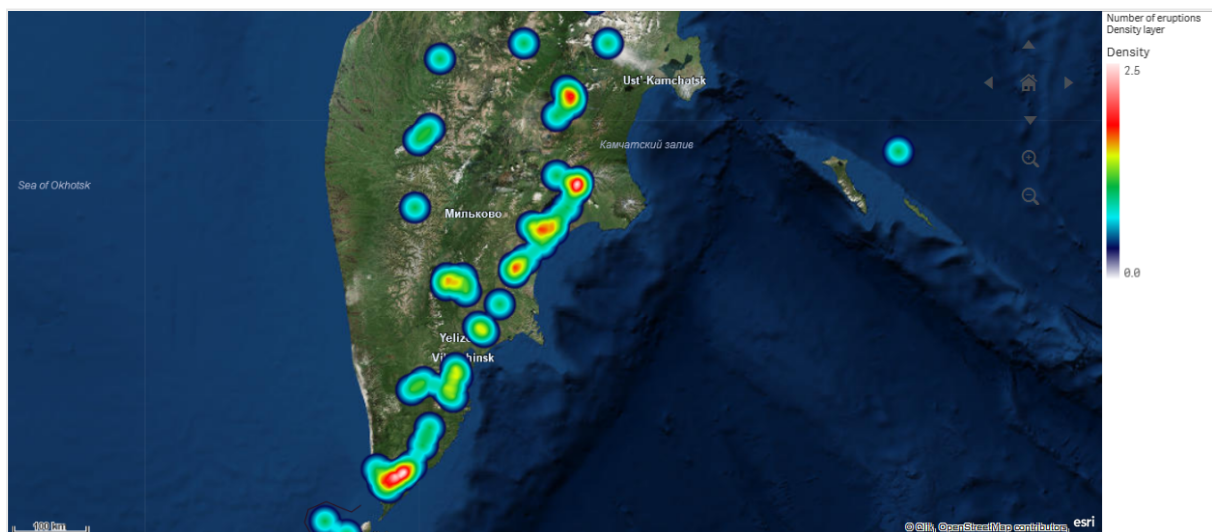 Number of eruptions
Density layer
Density
2.5
0.0
Ust'-Kamchatsk
Камчатский залив
Sea of Okhotsk
Мильково
100 km
© Qlik, OpenStreetMap contributors,
esri